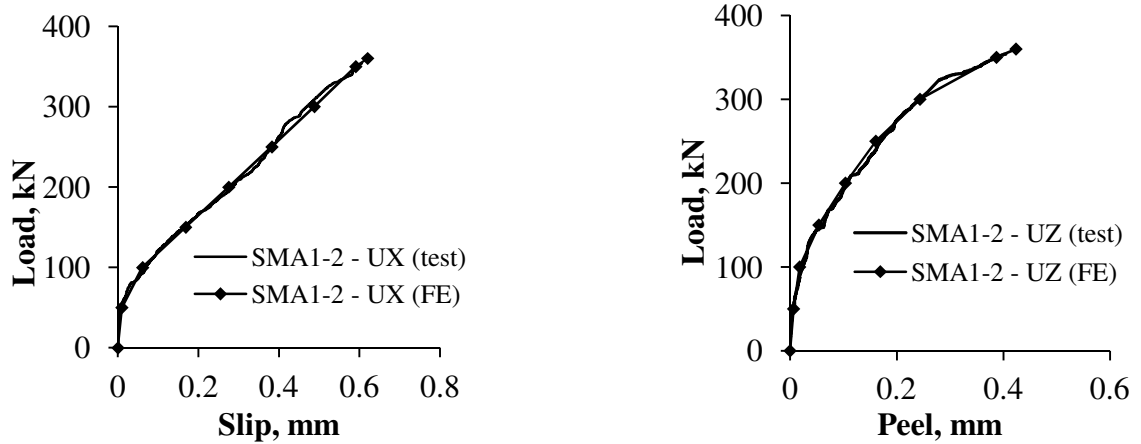 400
300
200
100
0
Load, kN
SMA1-2 - UX (test)
SMA1-2 - UX (FE)
0
0.2
0.4
0.6
0.8
Slip, mm
400
300
200
100
0
Load, kN
SMA1-2 - UZ (test)
SMA1-2 - UZ (FE)
0
0.2
0.4
0.6
Peel, mm